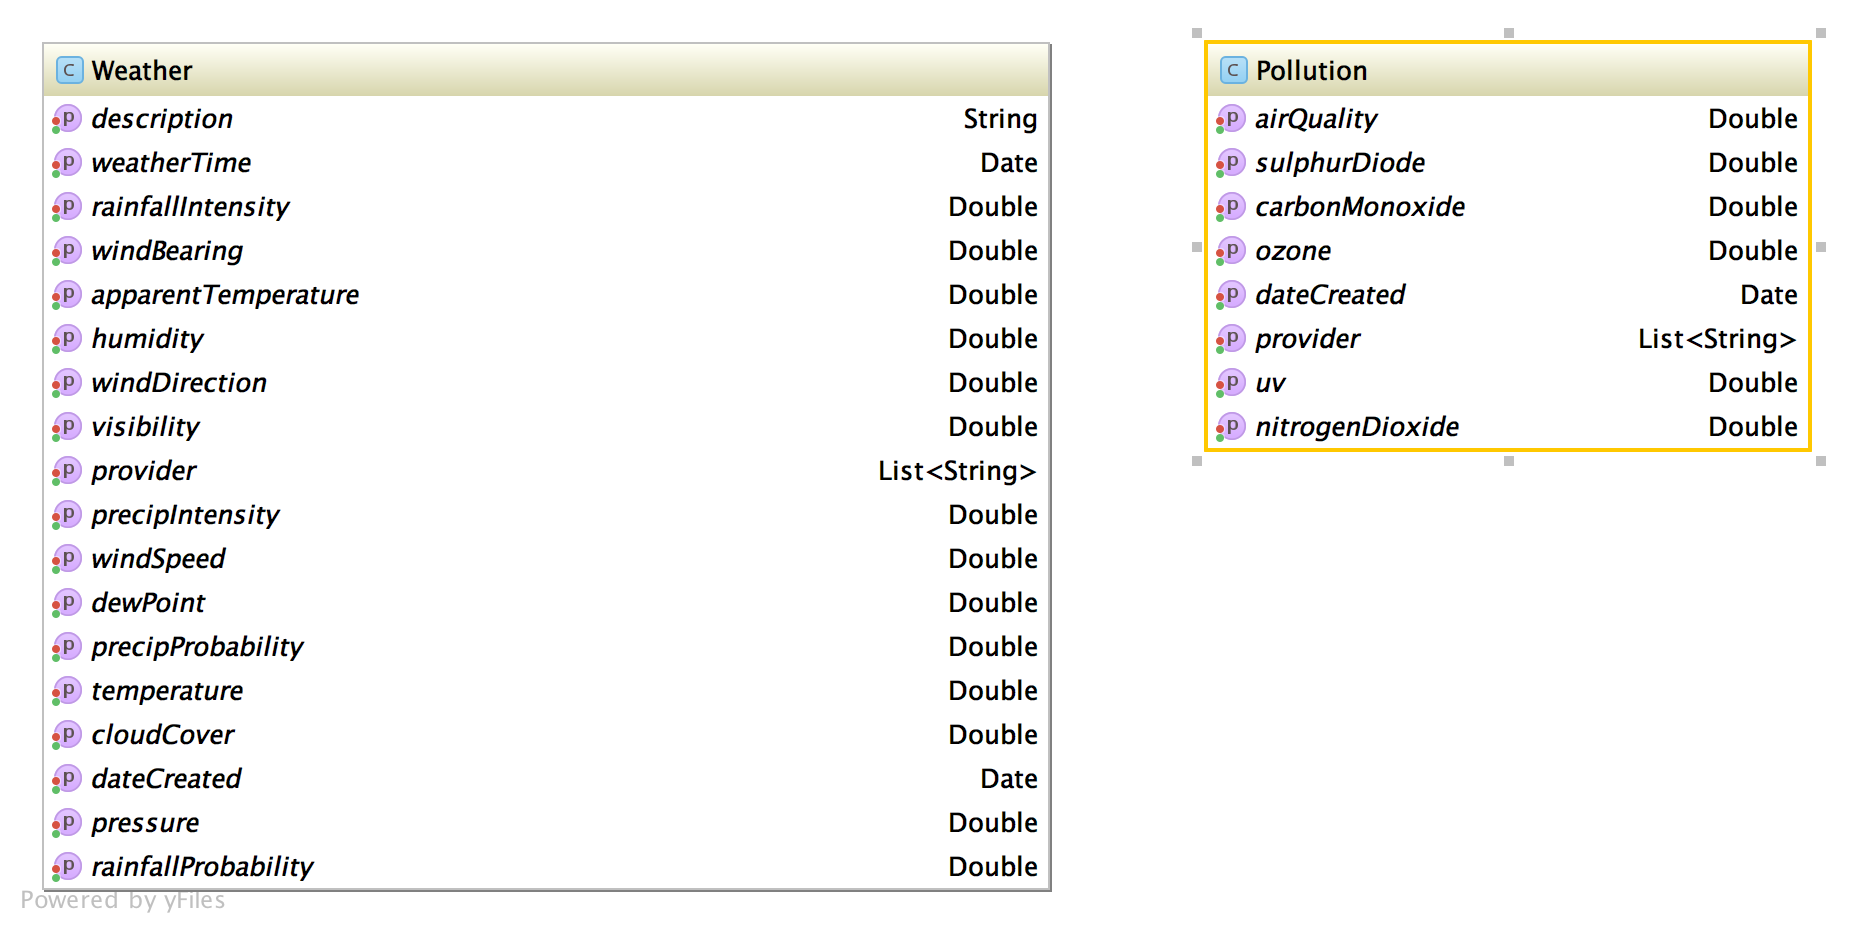 Weather
description String
weatherTime Date
rainfallIntensity Double
windBearing Double
apparentTemperature Double
humidity Double
windDirection Double
visibility Double
provider List<String>
precipIntensity Double
windSpeed Double
dewPoint Double
precipProbability Double
temperature Double
cloudCover Double
dateCreated Date
pressure Double
rainfallProbability Double
Powered by yFiles
Pollution
airQuality Double
sulphurDiode Double
carbonMonoxide Double
ozone Double
dateCreated Date
provider List<String>
uv Double
nitrogenDioxide Double